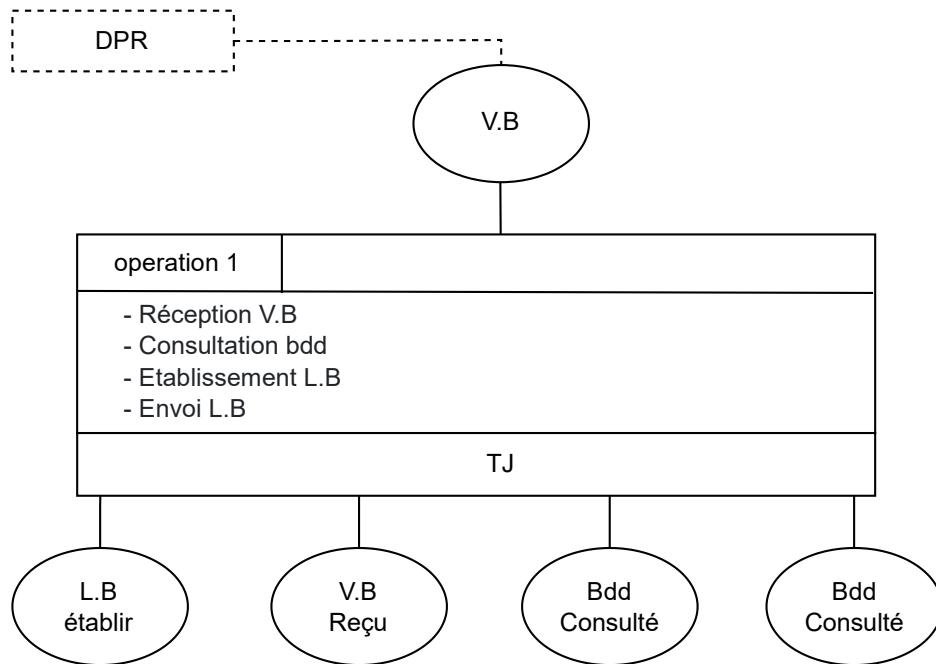 DPR
V.B
operation 1
- Réception V.B
- Consultation bdd
- Etablissement L.B
- Envoi L.B
TJ
L.B
établir
V.B
Reçu
Bdd
Consulté
Bdd
Consulté